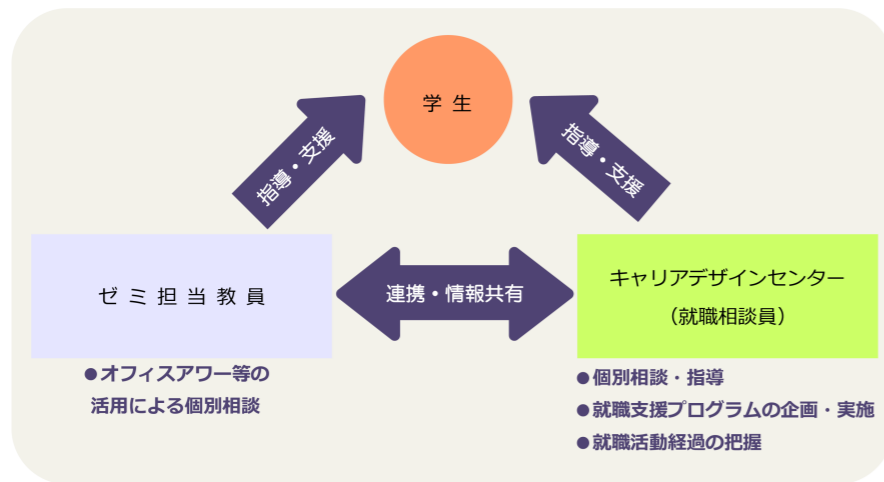 学生
指導・支援
指導・支援
ゼミ担当教員
連携・情報共有
キャリアデザインセンター
（就職相談員）
●オフィスアワー等の
活用による個別相談
●個別相談・指導
●就職支援プログラムの企画・実施
●就職活動経過の把握